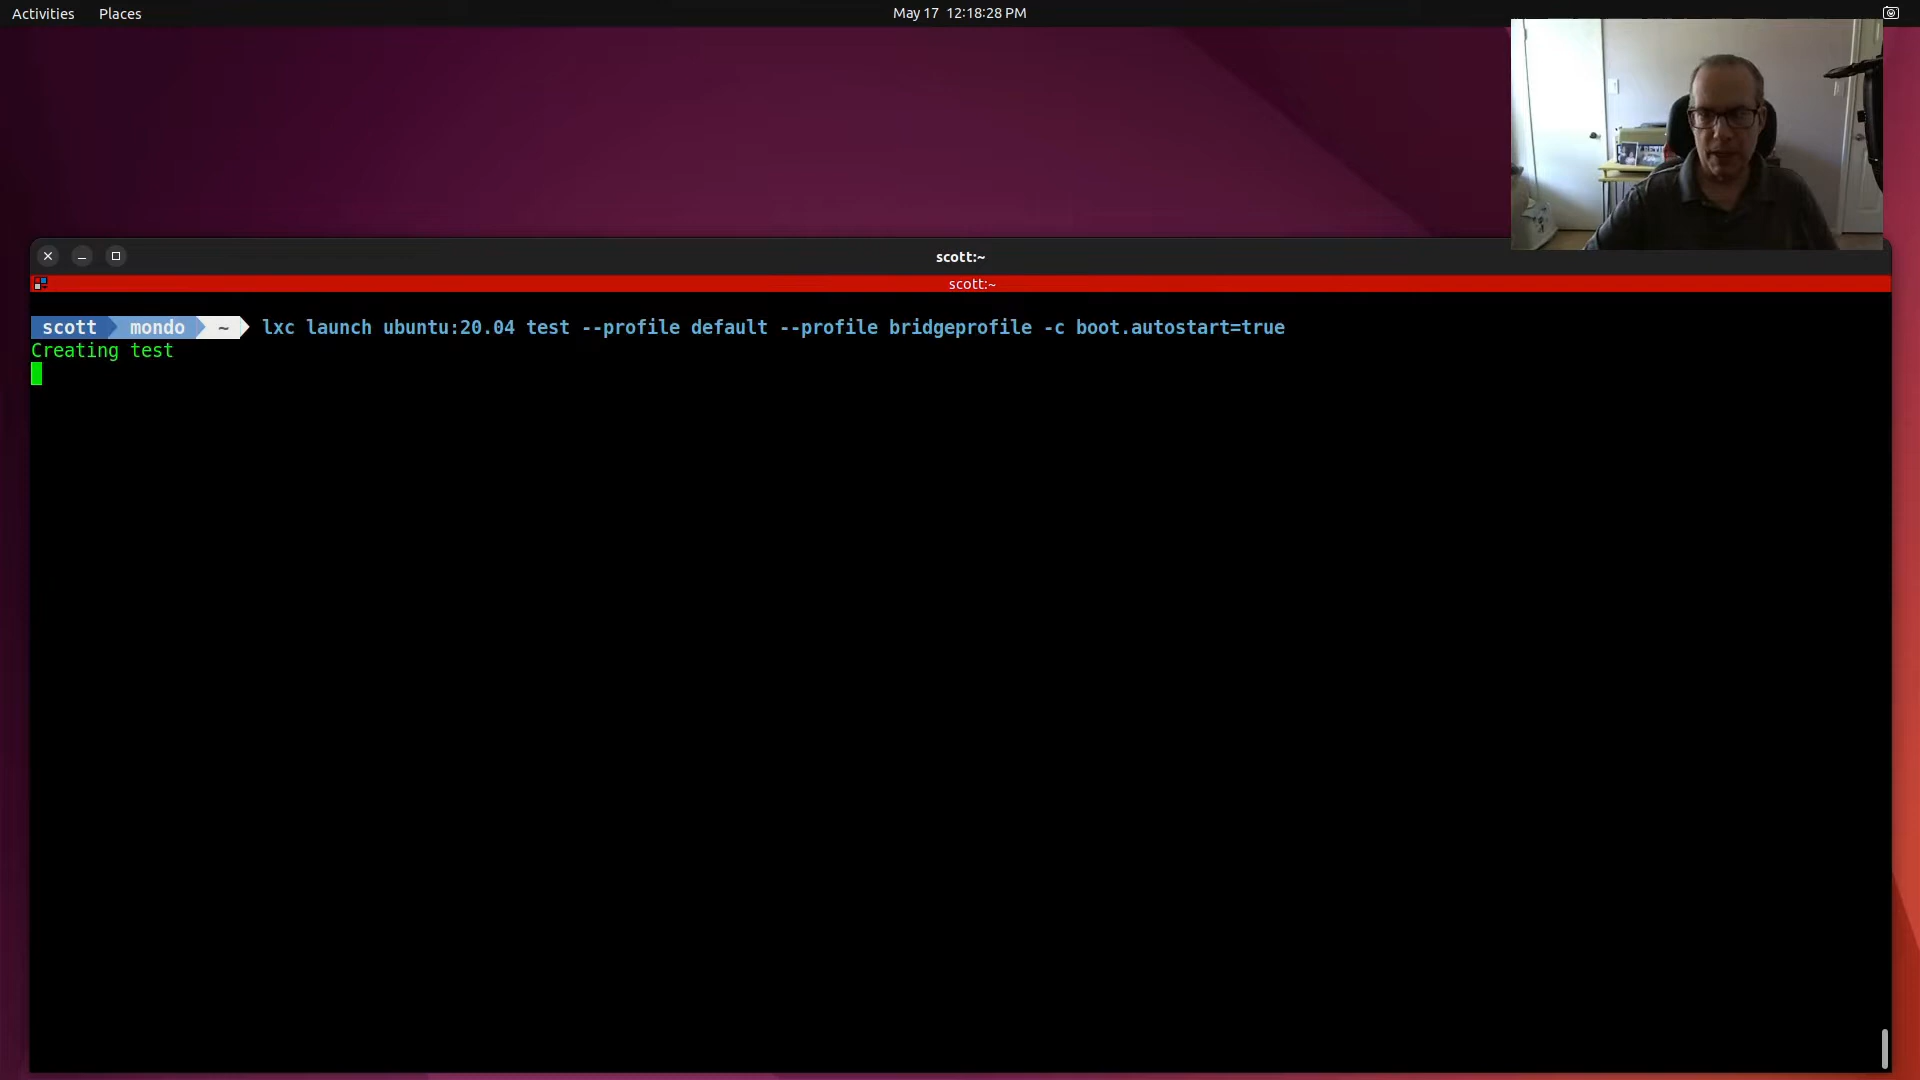 Activities Places May 17 12:18:28 PM
scott:~
scott:~
scott mondo ~ lxc launch ubuntu:20.04 test --profile default --profile bridgeprofile -c boot.autostart=true
Creating test